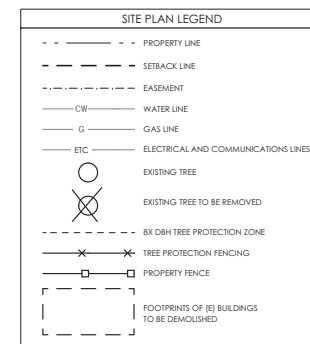 SITE PLAN LEGEND
PROPERTY LINE
SETBACK LINE
EASEMENT
CW WATER LINE
G GAS LINE
ETC ELECTRICAL AND COMMUNICATIONS LINES
EXISTING TREE
EXISTING TREE TO BE REMOVED
8X DBH TREE PROTECTION ZONE
TREE PROTECTION FENCING
PROPERTY FENCE
FOOTPRINTS OF (E) BUILDINGS
TO BE DEMOLISHED